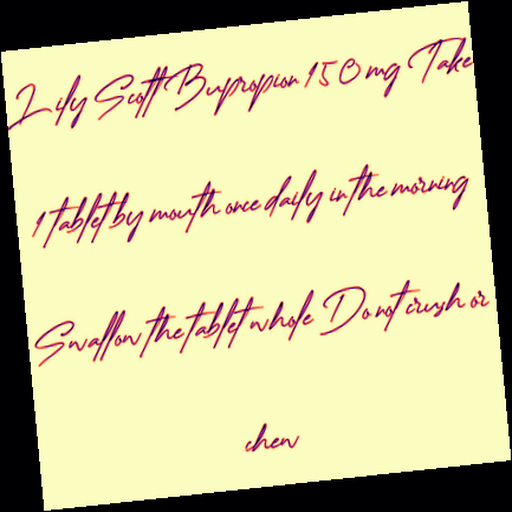 Lily Scott Bupropion 150 mg Take
1 tablet by mouth once daily in the morning
Swallow the tablet whole Do not crush or
chew